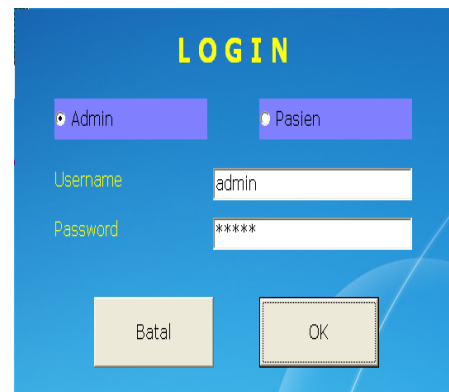 LOGIN
Admin Pasien
Username admin
Password *****
Batal OK